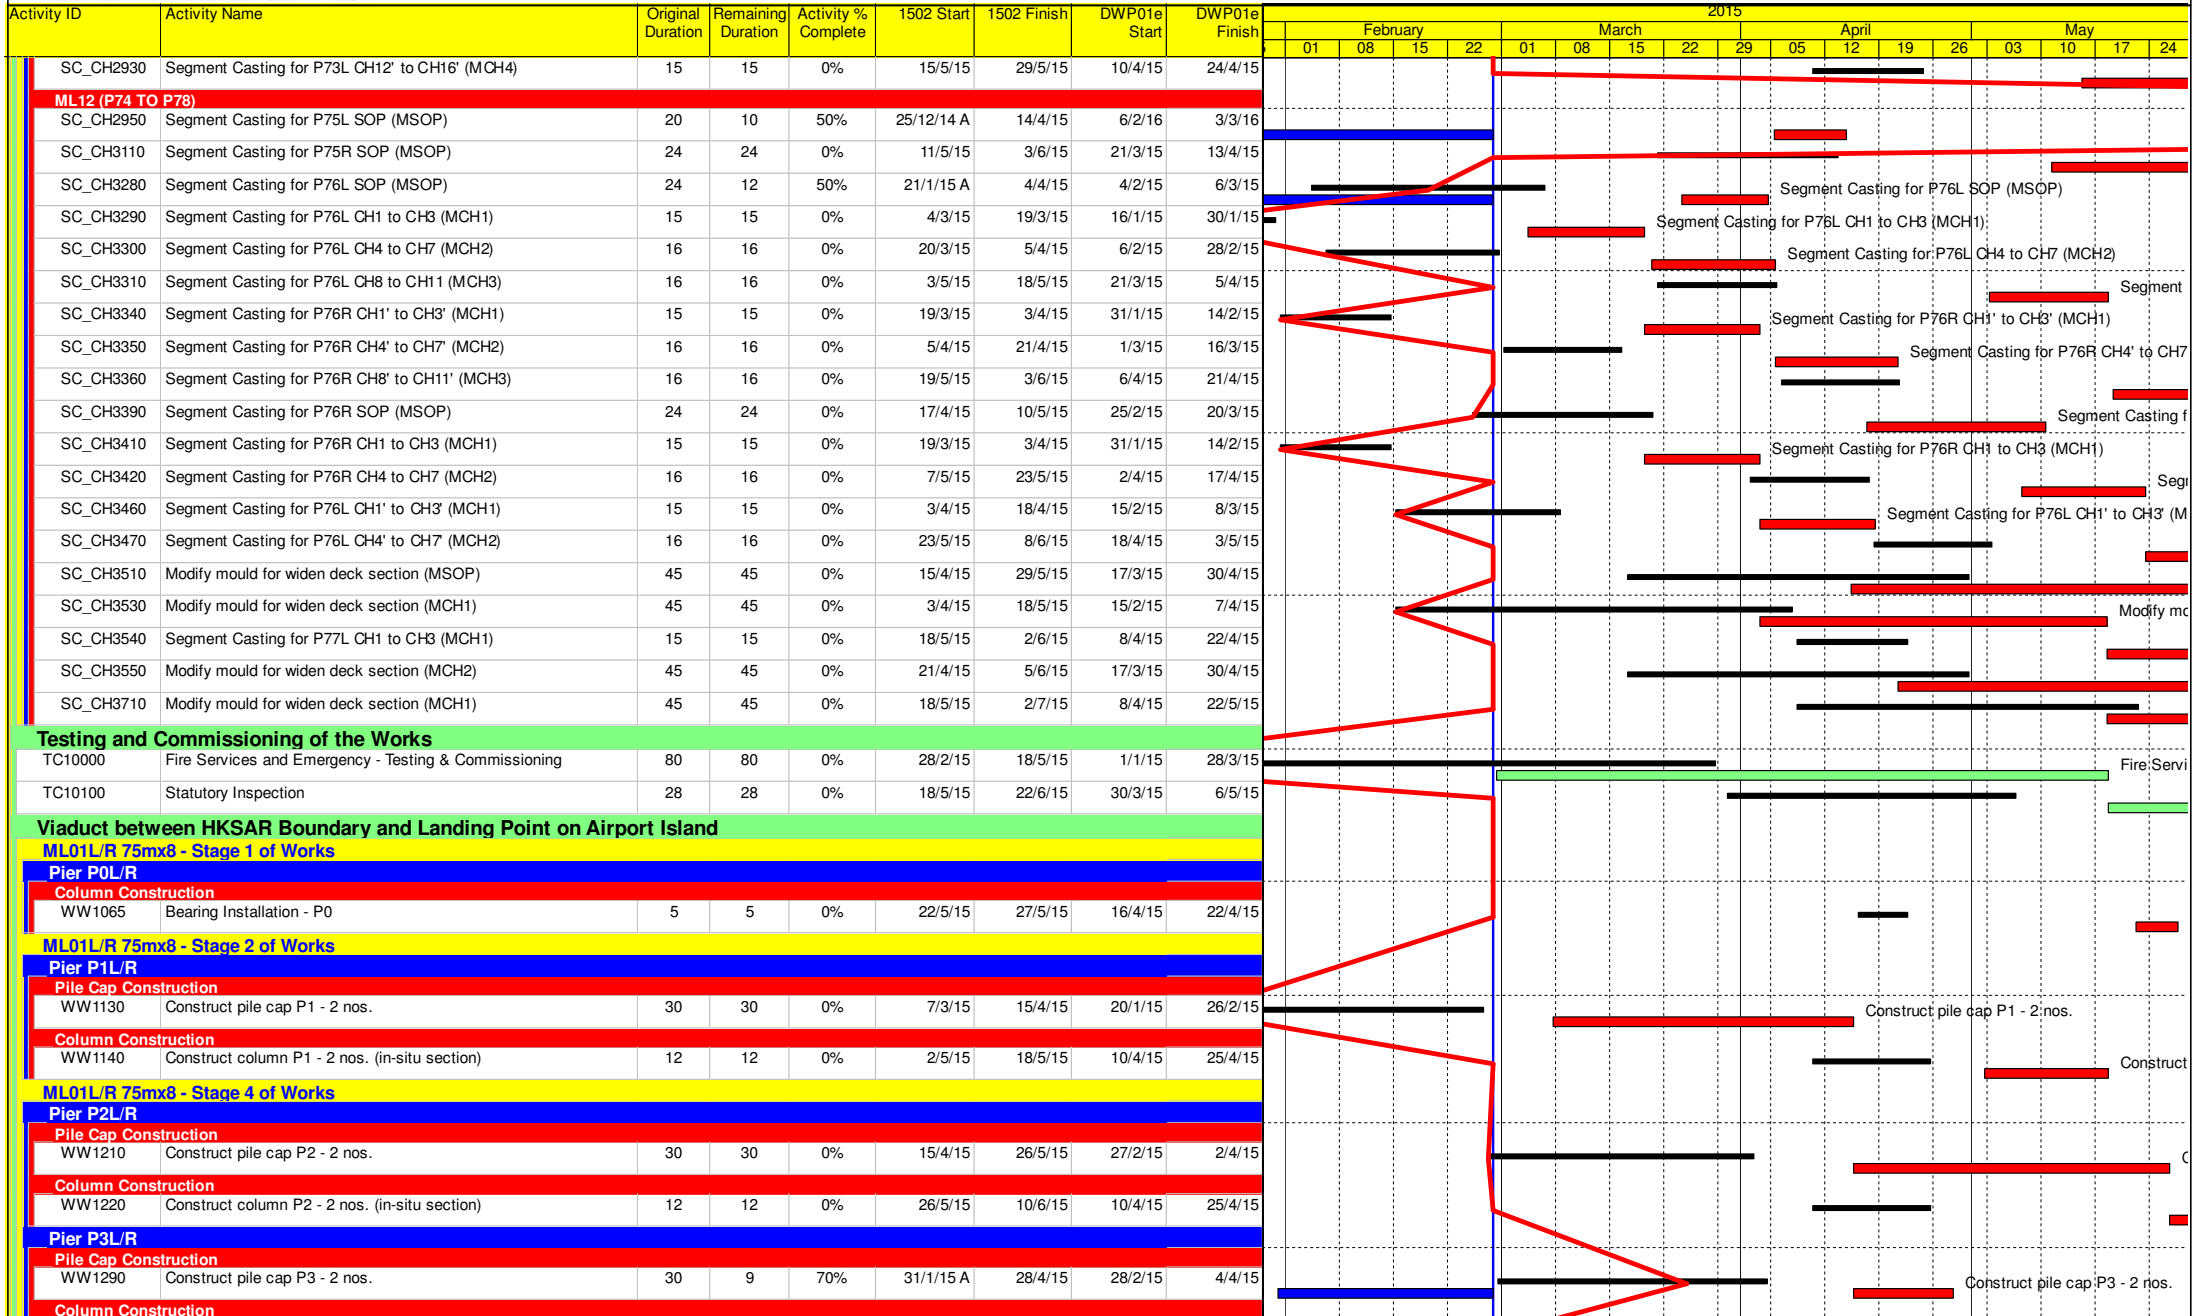 Activity ID Activity Name Original Duration Remaining Duration Activity % Complete 1502 Start 1502 Finish DWP01e Start DWP01e Finish
2015
February March April May
01 08 15 22 01 08 15 22 29 05 12 19 26 03 10 17 24
SC_CH2930 Segment Casting for P73L CH12' to CH16' (MCH4) 15 15 0% 15/5/15 29/5/15 10/4/15 24/4/15
ML12 (P74 TO P78)
SC_CH2950 Segment Casting for P75L SOP (MSOP) 20 10 50% 25/12/14 A 14/4/15 6/2/16 3/3/16
SC_CH3110 Segment Casting for P75R SOP (MSOP) 24 24 0% 11/5/15 3/6/15 21/3/15 13/4/15
SC_CH3280 Segment Casting for P76L SOP (MSOP) 24 12 50% 21/1/15 A 4/4/15 4/2/15 6/3/15 Segment Casting for P76L SOP (MSOP)
SC_CH3290 Segment Casting for P76L CH1 to CH3 (MCH1) 15 15 0% 4/3/15 19/3/15 16/1/15 30/1/15 Segment Casting for P76L CH1 to CH3 (MCH1)
SC_CH3300 Segment Casting for P76L CH4 to CH7 (MCH2) 16 16 0% 20/3/15 5/4/15 6/2/15 28/2/15 Segment Casting for P76L CH4 to CH7 (MCH2)
SC_CH3310 Segment Casting for P76L CH8 to CH11 (MCH3) 16 16 0% 3/5/15 18/5/15 21/3/15 5/4/15 Segment
SC_CH3340 Segment Casting for P76R CH1' to CH3' (MCH1) 15 15 0% 19/3/15 3/4/15 31/1/15 14/2/15 Segment Casting for P76R CH1' to CH3' (MCH1)
SC_CH3350 Segment Casting for P76R CH4' to CH7' (MCH2) 16 16 0% 5/4/15 21/4/15 1/3/15 16/3/15 Segment Casting for P76R CH4' to CH7
SC_CH3360 Segment Casting for P76R CH8' to CH11' (MCH3) 16 16 0% 19/5/15 3/6/15 6/4/15 21/4/15
SC_CH3390 Segment Casting for P76R SOP (MSOP) 24 24 0% 17/4/15 10/5/15 25/2/15 20/3/15 Segment Casting f
SC_CH3410 Segment Casting for P76R CH1 to CH3 (MCH1) 15 15 0% 19/3/15 3/4/15 31/1/15 14/2/15 Segment Casting for P76R CH1 to CH3 (MCH1)
SC_CH3420 Segment Casting for P76R CH4 to CH7 (MCH2) 16 16 0% 7/5/15 23/5/15 2/4/15 17/4/15 Seg
SC_CH3460 Segment Casting for P76L CH1' to CH3' (MCH1) 15 15 0% 3/4/15 18/4/15 15/2/15 8/3/15 Segment Casting for P76L CH1' to CH3' (M
SC_CH3470 Segment Casting for P76L CH4' to CH7' (MCH2) 16 16 0% 23/5/15 8/6/15 18/4/15 3/5/15
SC_CH3510 Modify mould for widen deck section (MSOP) 45 45 0% 15/4/15 29/5/15 17/3/15 30/4/15
SC_CH3530 Modify mould for widen deck section (MCH1) 45 45 0% 3/4/15 18/5/15 15/2/15 7/4/15 Modify mo
SC_CH3540 Segment Casting for P77L CH1 to CH3 (MCH1) 15 15 0% 18/5/15 2/6/15 8/4/15 22/4/15
SC_CH3550 Modify mould for widen deck section (MCH2) 45 45 0% 21/4/15 5/6/15 17/3/15 30/4/15
SC_CH3710 Modify mould for widen deck section (MCH1) 45 45 0% 18/5/15 2/7/15 8/4/15 22/5/15
Testing and Commissioning of the Works
TC10000 Fire Services and Emergency - Testing & Commissioning 80 80 0% 28/2/15 18/5/15 1/1/15 28/3/15 Fire Servi
TC10100 Statutory Inspection 28 28 0% 18/5/15 22/6/15 30/3/15 6/5/15
Viaduct between HKSAR Boundary and Landing Point on Airport Island
ML01L/R 75mx8 - Stage 1 of Works
Pier P0L/R
Column Construction
WW1065 Bearing Installation - P0 5 5 0% 22/5/15 27/5/15 16/4/15 22/4/15
ML01L/R 75mx8 - Stage 2 of Works
Pier P1L/R
Pile Cap Construction
WW1130 Construct pile cap P1 - 2 nos. 30 30 0% 7/3/15 15/4/15 20/1/15 26/2/15 Construct pile cap P1 - 2 nos.
Column Construction
WW1140 Construct column P1 - 2 nos. (in-situ section) 12 12 0% 2/5/15 18/5/15 10/4/15 25/4/15 Construct
ML01L/R 75mx8 - Stage 4 of Works
Pier P2L/R
Pile Cap Construction
WW1210 Construct pile cap P2 - 2 nos. 30 30 0% 15/4/15 26/5/15 27/2/15 2/4/15
Column Construction
WW1220 Construct column P2 - 2 nos. (in-situ section) 12 12 0% 26/5/15 10/6/15 10/4/15 25/4/15
Pier P3L/R
Pile Cap Construction
WW1290 Construct pile cap P3 - 2 nos. 30 9 70% 31/1/15 A 28/4/15 28/2/15 4/4/15 Construct pile cap P3 - 2 nos.
Column Construction